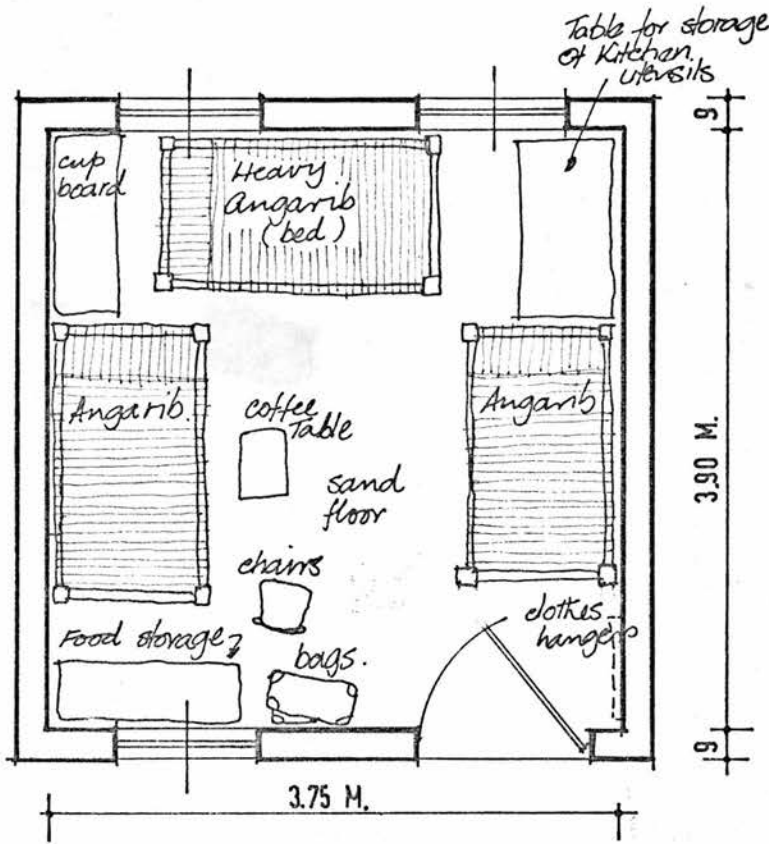 Table for storage
of Kitchen
utensils
cup
board
Heavy
Angarib
(bed)
9
Angarib.
coffee
Table
Angarib
sand
floor
3.90 M.
chairs
Food storage
bags.
clothes
hangers
9
3.75 M.